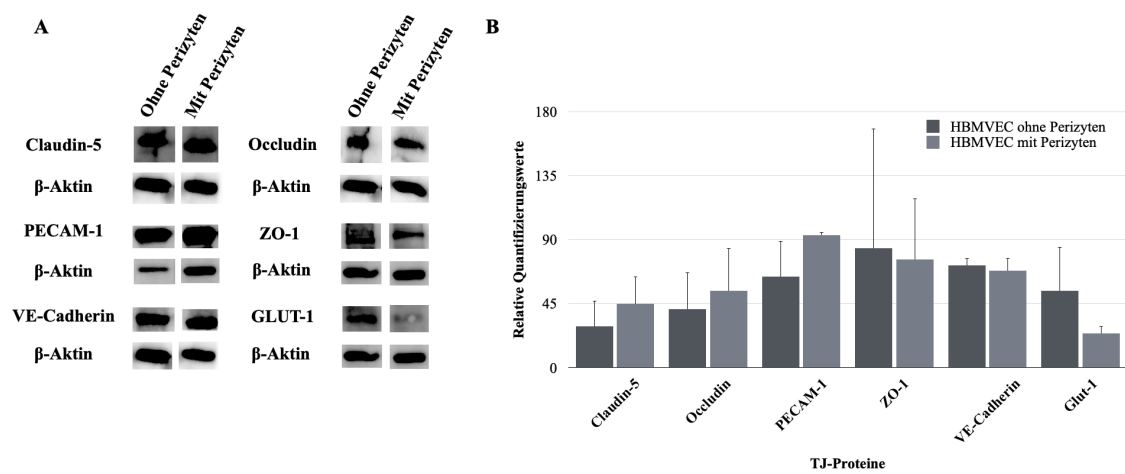 A
Ohne Perizyten
Mit Perizyten
Claudin-5
β-Aktin
PECAM-1
β-Aktin
VE-Cadherin
β-Aktin
Ohne Perizyten
Mit Perizyten
Occludin
β-Aktin
ZO-1
β-Aktin
GLUT-1
β-Aktin
B
Relative Quantifizierungswerte
180
135
90
45
0
HBMVEC ohne Perizyten
HBMVEC mit Perizyten
Claudin-5
Occludin
PECAM-1
ZO-1
VE-Cadherin
Glut-1
TJ-Proteine